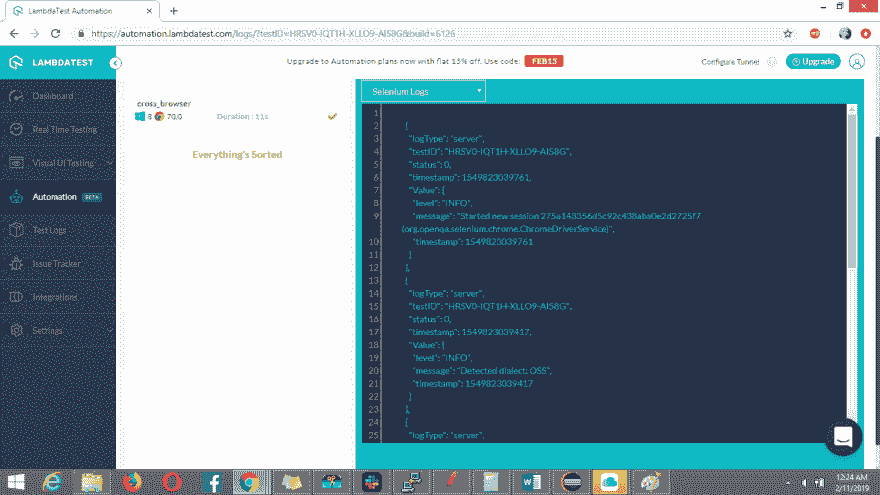 LambdaTest Automation
https://automation.lambdatest.com/logs/?testID=HRSV0-IQT1H-XLLO9-AI58G&build=6126
LAMBDATEST
Upgrade to Automation plans now with flat 15% off. Use code: FEB15
Configure Tunnel
Upgrade
Dashboard
Real Time Testing
Visual UI Testing
Automation BETA
Test Logs
Issue Tracker
Integrations
Settings
cross_browser
8 70.0 Duration : 11s
Everything's Sorted
Selenium Logs
1
2 {
3 "logType": "server",
4 "testID": "HRSV0-IQT1H-XLLO9-AI58G",
5 "status": 0,
6 "timestamp": 1549823039761,
7 "Value": {
8 "level": "INFO",
9 "message": "Started new session 275a143356d5c92c438aba0e2d2725f7
(org.openqa.selenium.chrome.ChromeDriverService)",
10 "timestamp": 1549823039761
11 }
12 },
13 {
14 "logType": "server",
15 "testID": "HRSV0-IQT1H-XLLO9-AI58G",
16 "status": 0,
17 "timestamp": 1549823039417,
18 "Value": {
19 "level": "INFO",
20 "message": "Detected dialect: OSS",
21 "timestamp": 1549823039417
22 }
23 },
24 {
25 "logType": "server",
12:24 AM
2/11/2019